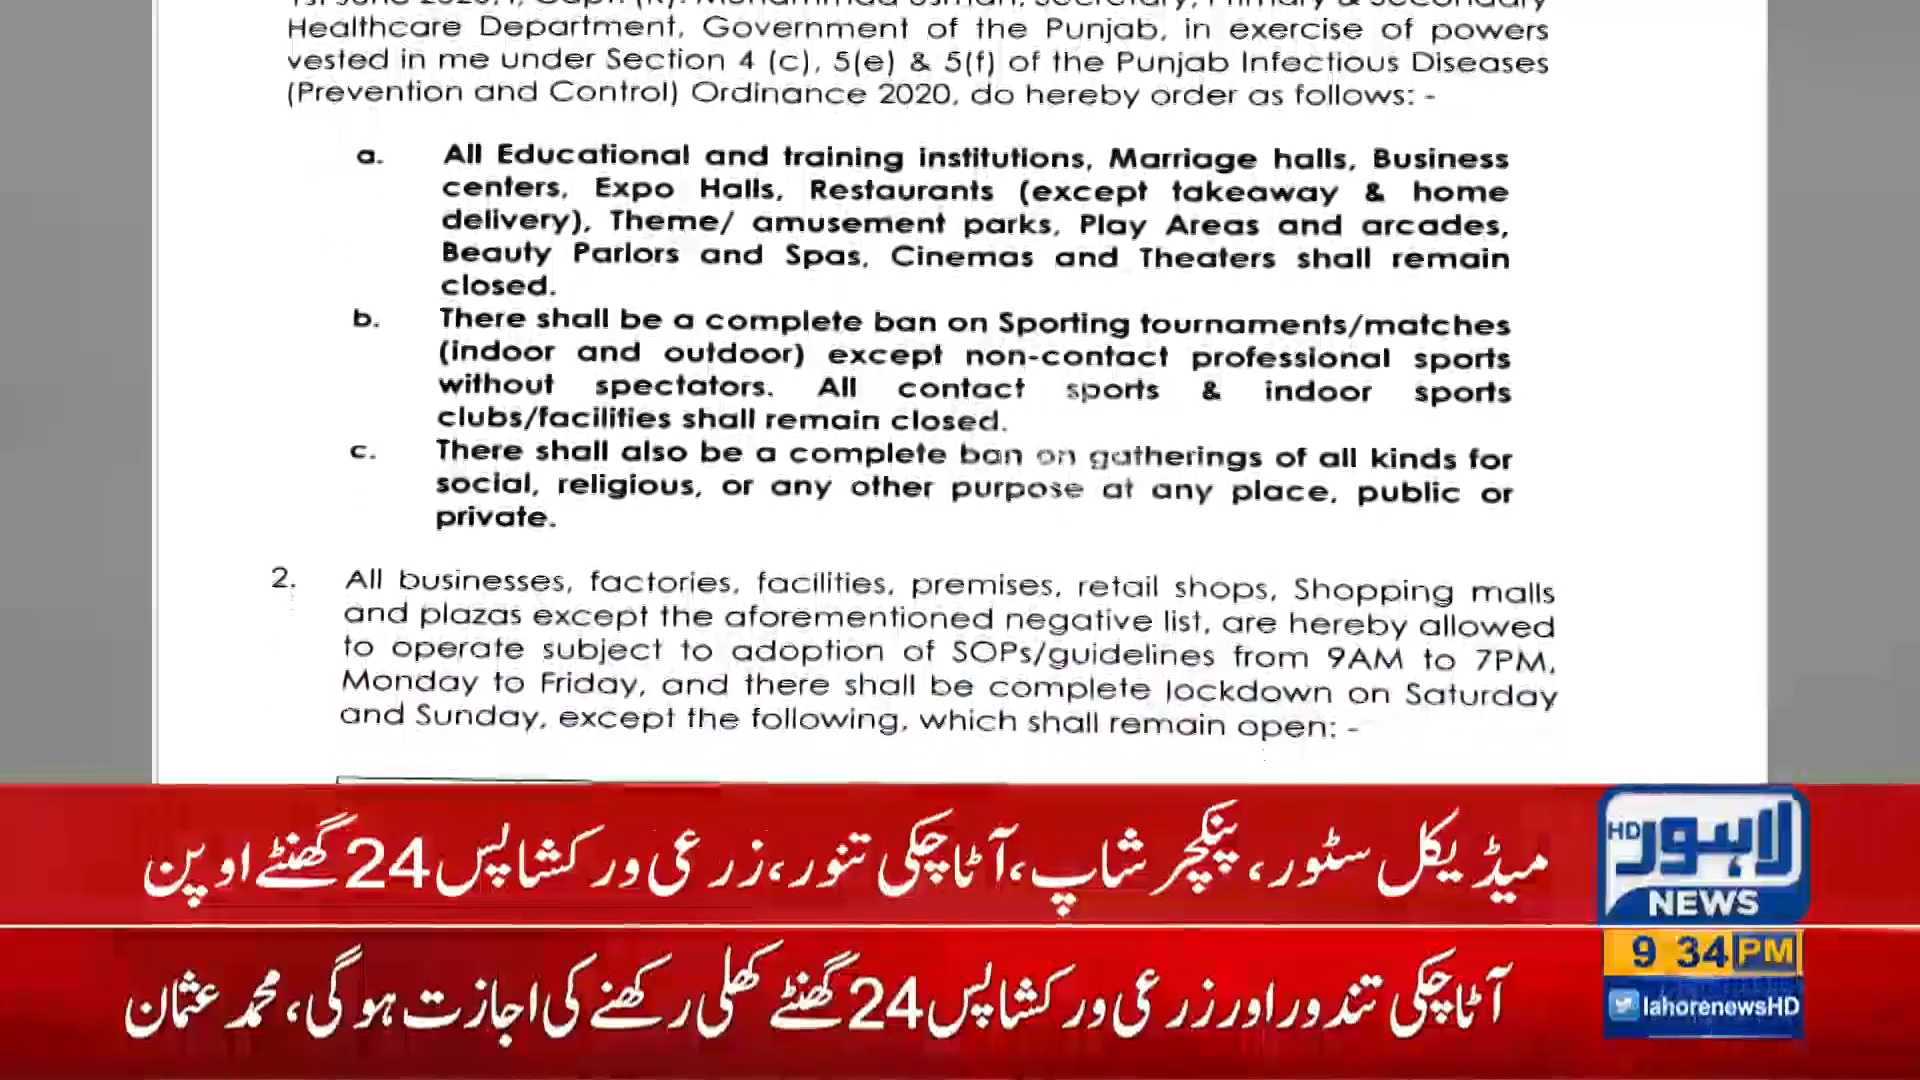 1st June 2020, I, Capt. (R). Muhammad Usman, Secretary, Primary & Secondary
Healthcare Department, Government of the Punjab, in exercise of powers
vested in me under Section 4 (c), 5(e) & 5(f) of the Punjab Infectious Diseases
(Prevention and Control) Ordinance 2020, do hereby order as follows: -
a. All Educational and training institutions, Marriage halls, Business
centers, Expo Halls, Restaurants (except takeaway & home
delivery), Theme/ amusement parks, Play Areas and arcades,
Beauty Parlors and Spas, Cinemas and Theaters shall remain
closed.
b. There shall be a complete ban on Sporting tournaments/matches
(indoor and outdoor) except non-contact professional sports
without spectators. All contact sports & indoor sports
clubs/facilities shall remain closed.
c. There shall also be a complete ban on gatherings of all kinds for
social, religious, or any other purpose at any place, public or
private.
2. All businesses, factories, facilities, premises, retail shops, Shopping malls
and plazas except the aforementioned negative list, are hereby allowed
to operate subject to adoption of SOPs/guidelines from 9AM to 7PM,
Monday to Friday, and there shall be complete lockdown on Saturday
and Sunday, except the following, which shall remain open: -
میڈیکل سٹور، پنکچر شاپ، آٹا چکی تنور، زرعی ورکشاپس 24 گھنٹے اوپن
لاہور HD
NEWS
9 34 PM
آٹا چکی تندور اور زرعی ورکشاپس 24 گھنٹے کھلی رکھنے کی اجازت ہوگی، محمد عثمان
lahorenewsHD